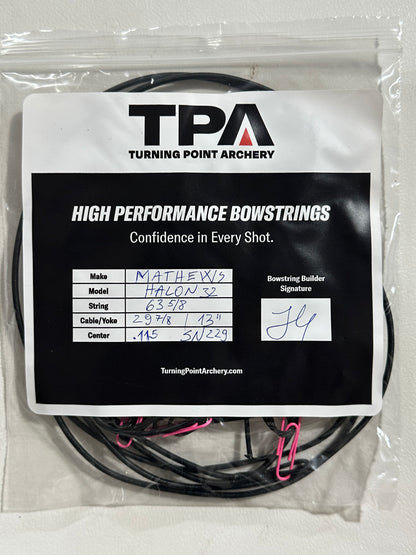 TPA
TURNING POINT ARCHERY
HIGH PERFORMANCE BOWSTRINGS
Confidence in Every Shot.
Make MATHEWS
Model HALON 32
String 63 5/8
Cable/Yoke 29 7/8 / 13"
Center .115 SN229
Bowstring Builder
Signature
TurningPointArchery.com